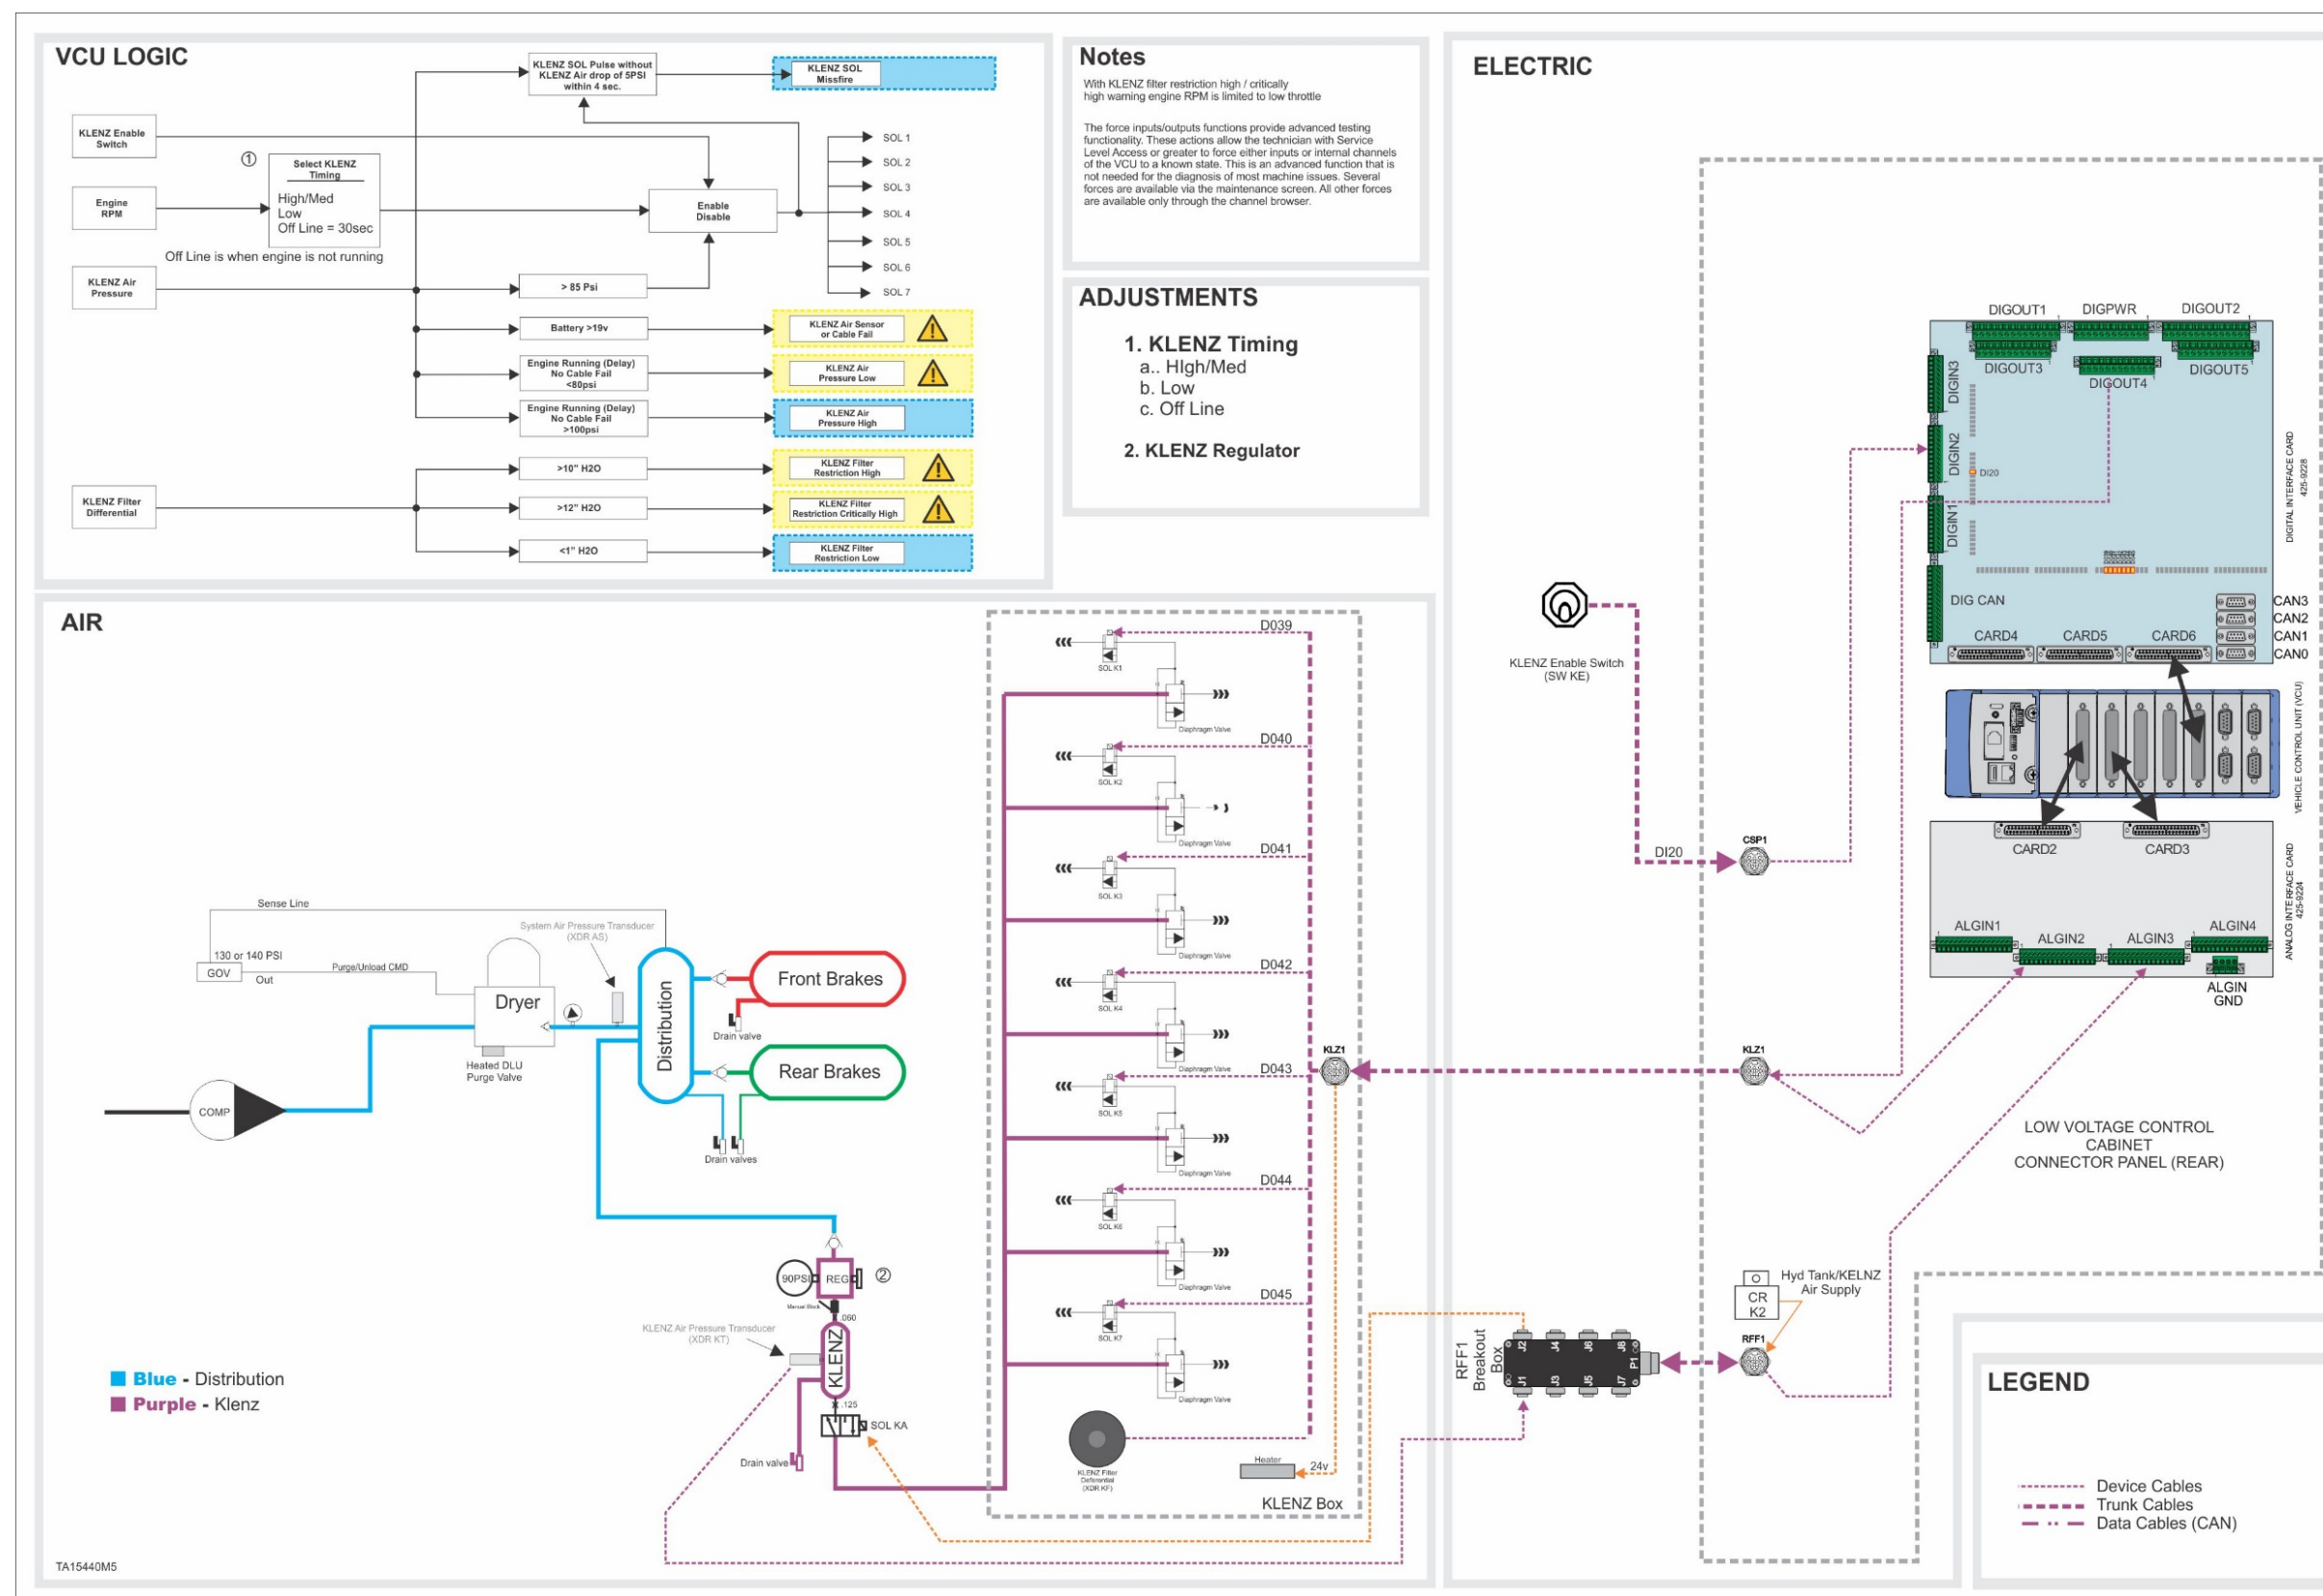 VCU LOGIC
KLENZ Enable
Switch
Engine
RPM
KLENZ Air
Pressure
KLENZ Filter
Differential
①
Select KLENZ
Timing
High/Med
Low
Off Line = 30sec
Off Line is when engine is not running
KLENZ SOL Pulse without
KLENZ Air drop of 5PSI
within 4 sec.
KLENZ SOL
Missfire
Enable
Disable
SOL 1
SOL 2
SOL 3
SOL 4
SOL 5
SOL 6
SOL 7
> 85 Psi
Battery >19v
KLENZ Air Sensor
or Cable Fail
Engine Running (Delay)
No Cable Fail
<80psi
KLENZ Air
Pressure Low
Engine Running (Delay)
No Cable Fail
>100psi
KLENZ Air
Pressure High
>10" H2O
KLENZ Filter
Restriction High
>12" H2O
KLENZ Filter
Restriction Critically High
<1" H2O
KLENZ Filter
Restriction Low
Notes
With KLENZ filter restriction high / critically
high warning engine RPM is limited to low throttle
The force inputs/outputs functions provide advanced testing
functionality. These actions allow the technician with Service
Level Access or greater to force either inputs or internal channels
of the VCU to a known state. This is an advanced function that is
not needed for the diagnosis of most machine issues. Several
forces are available via the maintenance screen. All other forces
are available only through the channel browser.
ADJUSTMENTS
1. KLENZ Timing
a.. HIgh/Med
b. Low
c. Off Line
2. KLENZ Regulator
AIR
Sense Line
130 or 140 PSI
GOV
Out
Purge/Unload CMD
System Air Pressure Transducer
(XDR AS)
Dryer
Heated DLU
Purge Valve
COMP
Distribution
Front Brakes
Drain valve
Rear Brakes
Drain valves
90PSI
REG
②
Manual Block
.060
KLENZ Air Pressure Transducer
(XDR KT)
KLENZ
.125
SOL KA
Drain valve
Blue - Distribution
Purple - Klenz
TA15440M5
D039
SOL K1
Diaphragm Valve
D040
SOL K2
Diaphragm Valve
D041
SOL K3
Diaphragm Valve
D042
SOL K4
Diaphragm Valve
D043
SOL K5
Diaphragm Valve
D044
SOL K6
Diaphragm Valve
D045
SOL K7
Diaphragm Valve
KLZ1
KLENZ Filter
Deferential
(XDR KF)
Heater
24v
KLENZ Box
ELECTRIC
KLENZ Enable Switch
(SW KE)
DI20
CSP1
KLZ1
DIGOUT1
DIGPWR
DIGOUT2
DIGOUT3
DIGOUT4
DIGOUT5
DIGIN3
DIGIN2
DI20
DIGIN1
DIG CAN
CARD4
CARD5
CARD6
CAN3
CAN2
CAN1
CAN0
DIGITAL INTERFACE CARD
425-9228
VEHICLE CONTROL UNIT (VCU)
CARD2
CARD3
ALGIN1
ALGIN2
ALGIN3
ALGIN4
ALGIN
GND
ANALOG INTERFACE CARD
425-9224
LOW VOLTAGE CONTROL
CABINET
CONNECTOR PANEL (REAR)
Hyd Tank/KELNZ
Air Supply
CR
K2
RFF1
RFF1
Breakout
Box
J2
J4
J6
J8
P1
J1
J3
J5
J7
LEGEND
Device Cables
Trunk Cables
Data Cables (CAN)